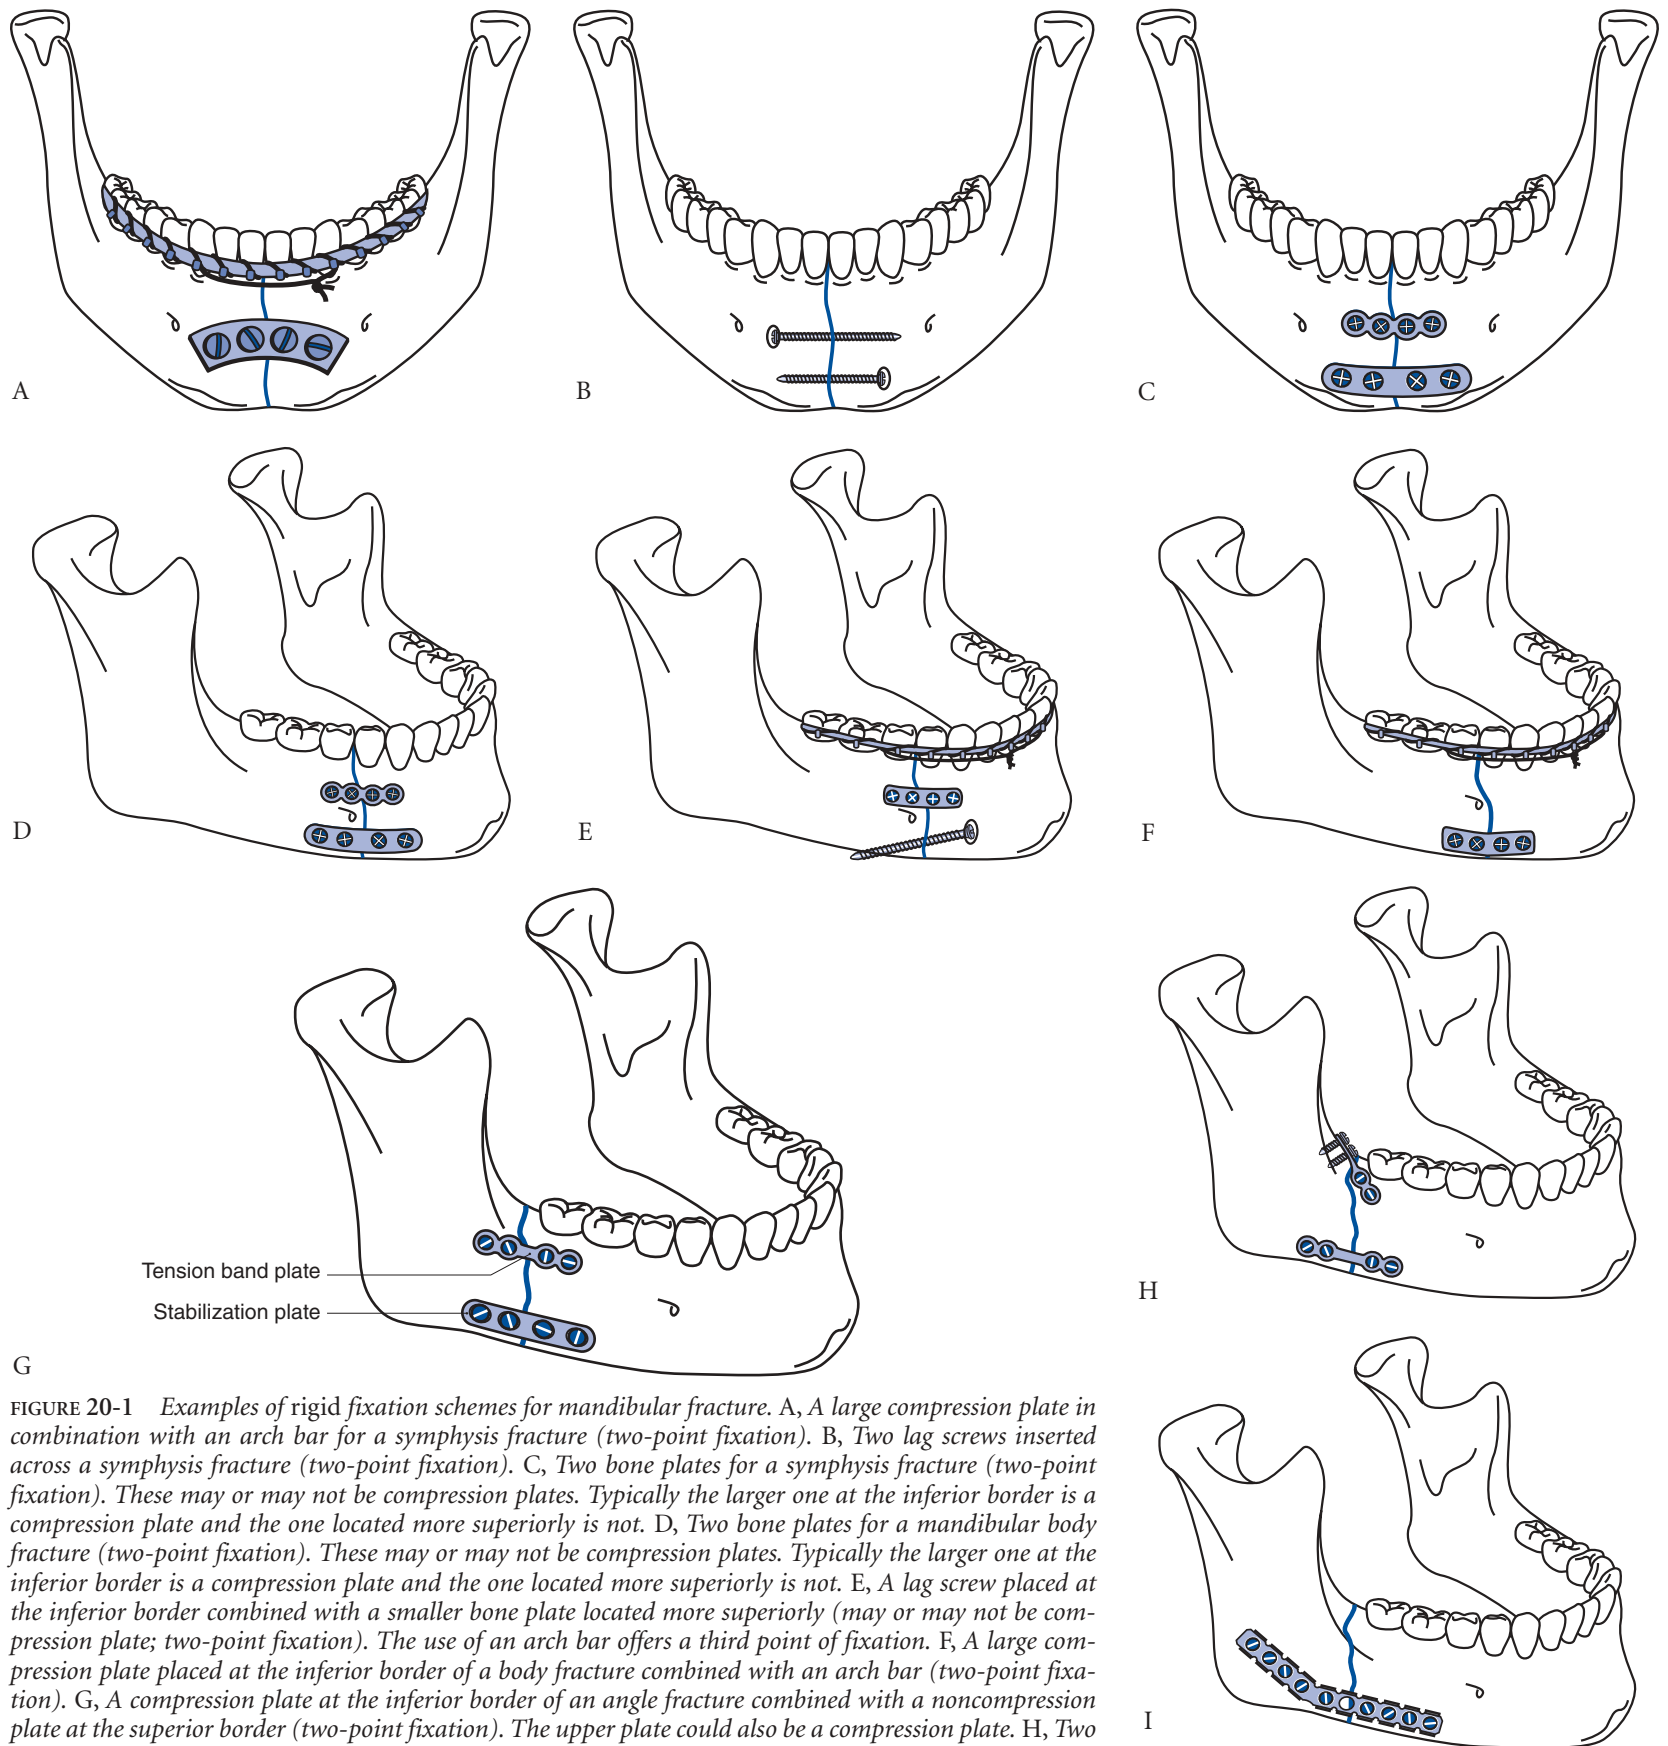 A
B
C
D
E
F
Tension band plate
Stabilization plate
G
H
I
FIGURE 20-1 Examples of rigid fixation schemes for mandibular fracture. A, A large compression plate in
combination with an arch bar for a symphysis fracture (two-point fixation). B, Two lag screws inserted
across a symphysis fracture (two-point fixation). C, Two bone plates for a symphysis fracture (two-point
fixation). These may or may not be compression plates. Typically the larger one at the inferior border is a
compression plate and the one located more superiorly is not. D, Two bone plates for a mandibular body
fracture (two-point fixation). These may or may not be compression plates. Typically the larger one at the
inferior border is a compression plate and the one located more superiorly is not. E, A lag screw placed at
the inferior border combined with a smaller bone plate located more superiorly (may or may not be com-
pression plate; two-point fixation). The use of an arch bar offers a third point of fixation. F, A large com-
pression plate placed at the inferior border of a body fracture combined with an arch bar (two-point fixa-
tion). G, A compression plate at the inferior border of an angle fracture combined with a noncompression
plate at the superior border (two-point fixation). The upper plate could also be a compression plate. H, Two